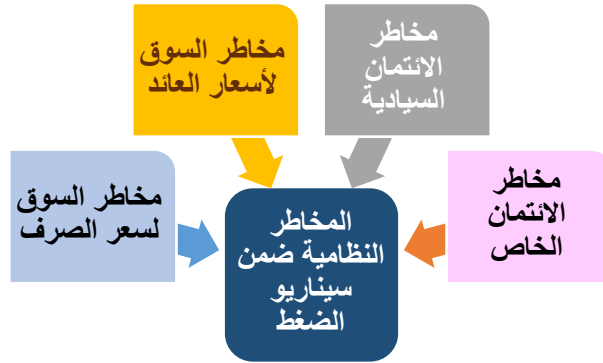 مخاطر
الائتمان
السيادية
مخاطر السوق
لأسعار العائد
مخاطر
الائتمان
الخاص
مخاطر السوق
لسعر الصرف
المخاطر
النظامية ضمن
سيناريو
الضغط